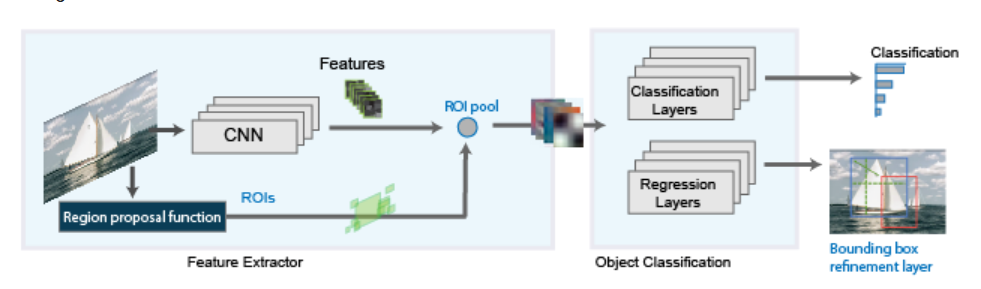 Features
CNN
ROI pool
ROIs
Region proposal function
Feature Extractor
Classification
Layers
Regression
Layers
Object Classification
Classification
Bounding box
refinement layer